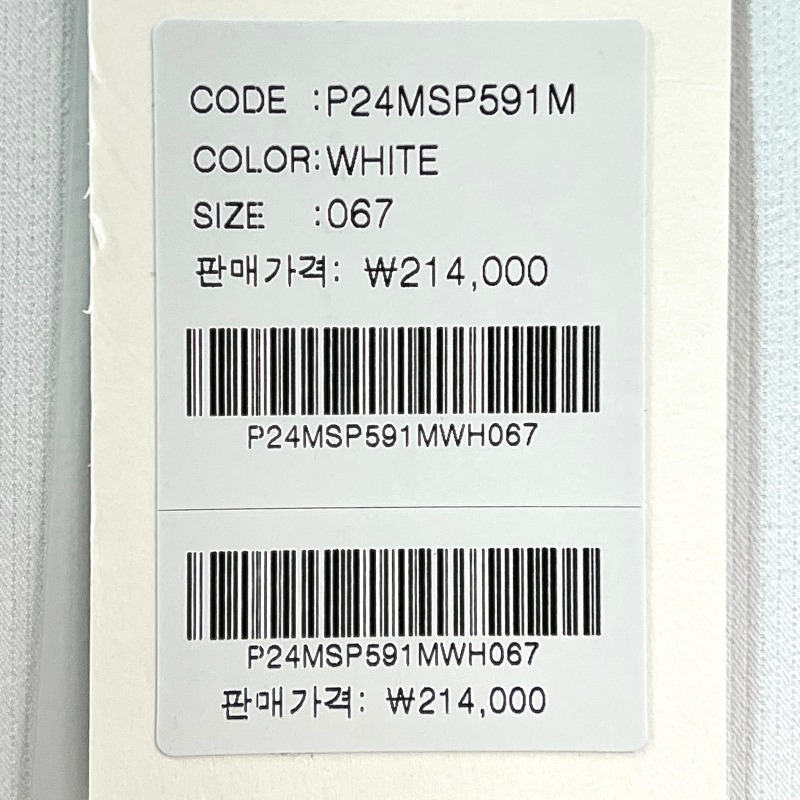 CODE :P24MSP591M
COLOR:WHITE
SIZE :067
판매가격: ₩214,000
P24MSP591MWH067
P24MSP591MWH067
판매가격: ₩214,000